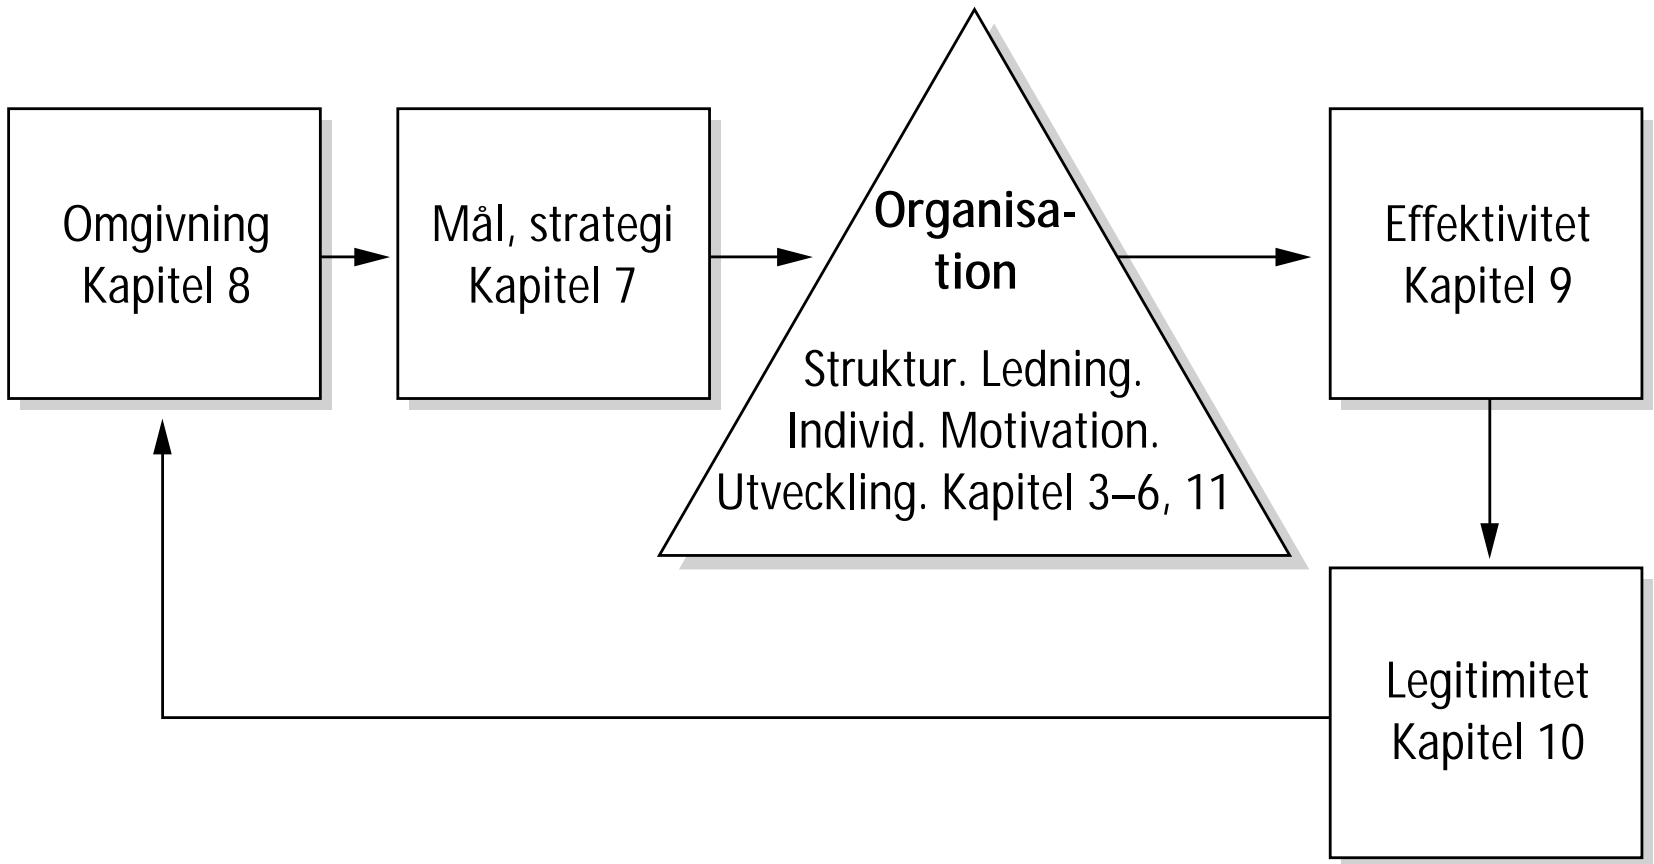 Omgivning
Kapitel 8
Mål, strategi
Kapitel 7
Organisa-
tion
Struktur. Ledning.
Individ. Motivation.
Utveckling. Kapitel 3–6, 11
Effektivitet
Kapitel 9
Legitimitet
Kapitel 10